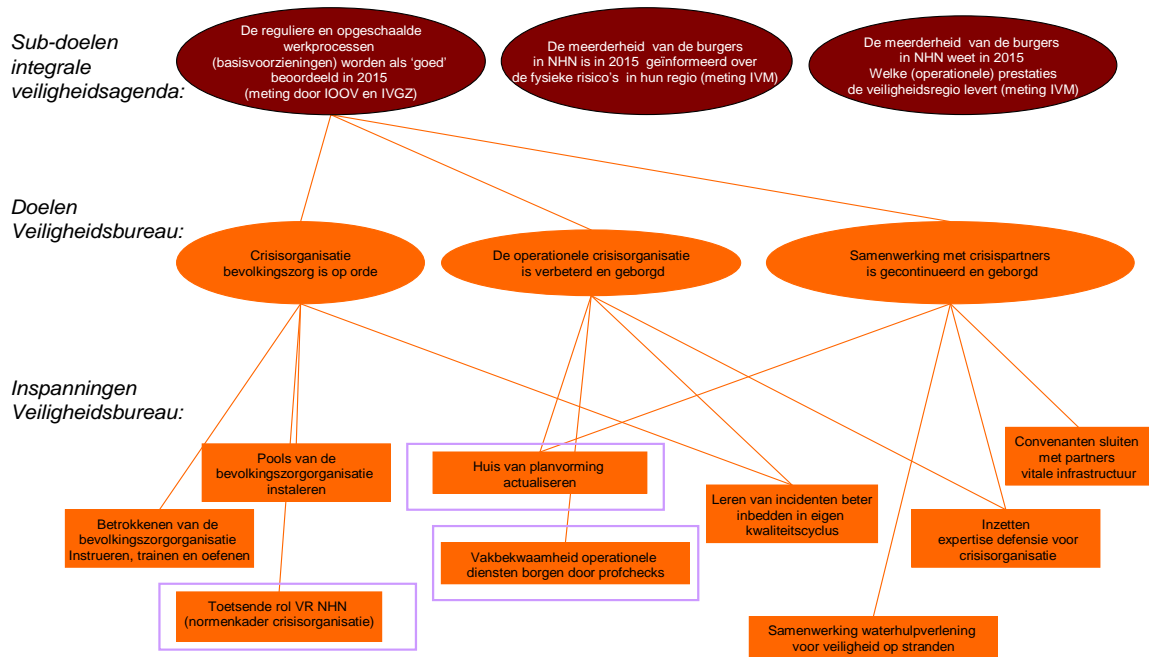 Sub-doelen
integrale
veiligheidsagenda:
De reguliere en opgeschaalde
werkprocessen
(basisvoorzieningen) worden als ‘goed’
beoordeeld in 2015
(meting door IOOV en IVGZ)
De meerderheid van de burgers
in NHN is in 2015 geïnformeerd over
de fysieke risico’s in hun regio (meting IVM)
De meerderheid van de burgers
in NHN weet in 2015
Welke (operationele) prestaties
de veiligheidsregio levert (meting IVM)
Doelen
Veiligheidsbureau:
Crisisorganisatie
bevolkingszorg is op orde
De operationele crisisorganisatie
is verbeterd en geborgd
Samenwerking met crisispartners
is gecontinueerd en geborgd
Inspanningen
Veiligheidsbureau:
Pools van de
bevolkingszorgorganisatie
instaleren
Huis van planvorming
actualiseren
Convenanten sluiten
met partners
vitale infrastructuur
Betrokkenen van de
bevolkingszorgorganisatie
Instrueren, trainen en oefenen
Leren van incidenten beter
inbedden in eigen
kwaliteitscyclus
Inzetten
expertise defensie voor
crisisorganisatie
Vakbekwaamheid operationele
diensten borgen door profchecks
Toetsende rol VR NHN
(normenkader crisisorganisatie)
Samenwerking waterhulpverlening
voor veiligheid op stranden